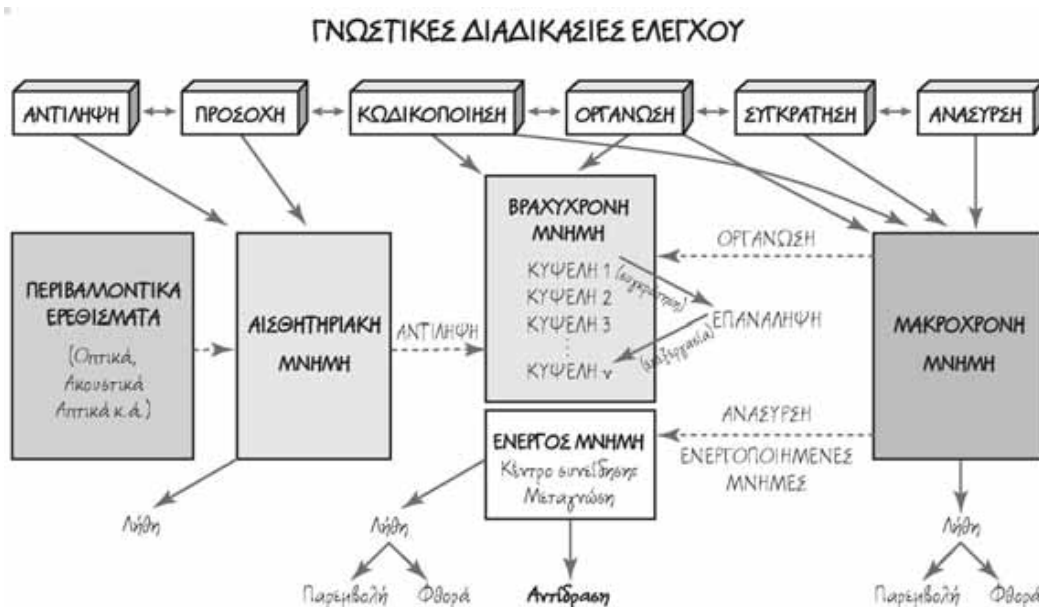 ΓΝΩΣΤΙΚΕΣ ΔΙΑΔΙΚΑΣΙΕΣ ΕΛΕΓΧΟΥ
ΑΝΤΙΛΗΨΗ
ΠΡΟΣΟΧΗ
ΚΩΔΙΚΟΠΟΙΗΣΗ
ΟΡΓΑΝΩΣΗ
ΣΥΓΚΡΑΤΗΣΗ
ΑΝΑΣΥΡΣΗ
ΠΕΡΙΒΑΛΛΟΝΤΙΚΑ
ΕΡΕΘΙΣΜΑΤΑ
(Οπτικά,
Ακουστικά
Απτικά κ.ά.)
ΑΙΣΘΗΤΗΡΙΑΚΗ
ΜΝΗΜΗ
ΑΝΤΙΛΗΨΗ
ΒΡΑΧΥΧΡΟΝΗ
ΜΝΗΜΗ
ΚΥΨΕΛΗ 1
ΚΥΨΕΛΗ 2
ΚΥΨΕΛΗ 3
ΚΥΨΕΛΗ ν
(συγκράτηση)
ΕΠΑΝΑΛΗΨΗ
(επεξεργασία)
ΟΡΓΑΝΩΣΗ
ΜΑΚΡΟΧΡΟΝΗ
ΜΝΗΜΗ
ΑΝΑΣΥΡΣΗ
ΕΝΕΡΓΟΠΟΙΗΜΕΝΕΣ
ΜΝΗΜΕΣ
ΕΝΕΡΓΟΣ ΜΝΗΜΗ
Κέντρο συνείδησης
Μεταγνώση
Λήθη
Λήθη
Παρεμβολή
Φθορά
Αντίδραση
Λήθη
Παρεμβολή
Φθορά